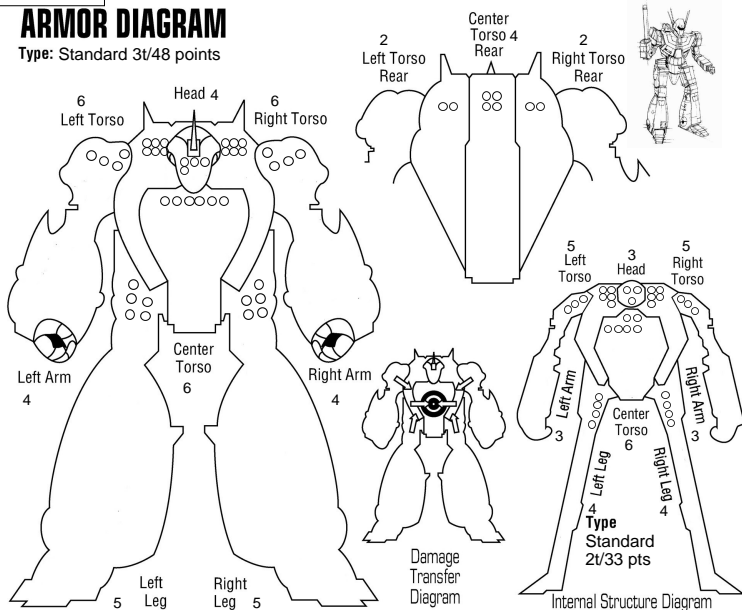 ARMOR DIAGRAM
Type: Standard 3t/48 points
6
Left Torso
Head 4
6
Right Torso
Left Arm
4
Center
Torso
6
Right Arm
4
5
Left
Leg
Right
Leg 5
2
Left Torso
Rear
Center
Torso 4
Rear
2
Right Torso
Rear
Damage
Transfer
Diagram
5
Left
Torso
3
Head
5
Right
Torso
Left Arm
3
Right Arm
3
Center
Torso
6
Left Leg
4
Right Leg
4
Type
Standard
2t/33 pts
Internal Structure Diagram